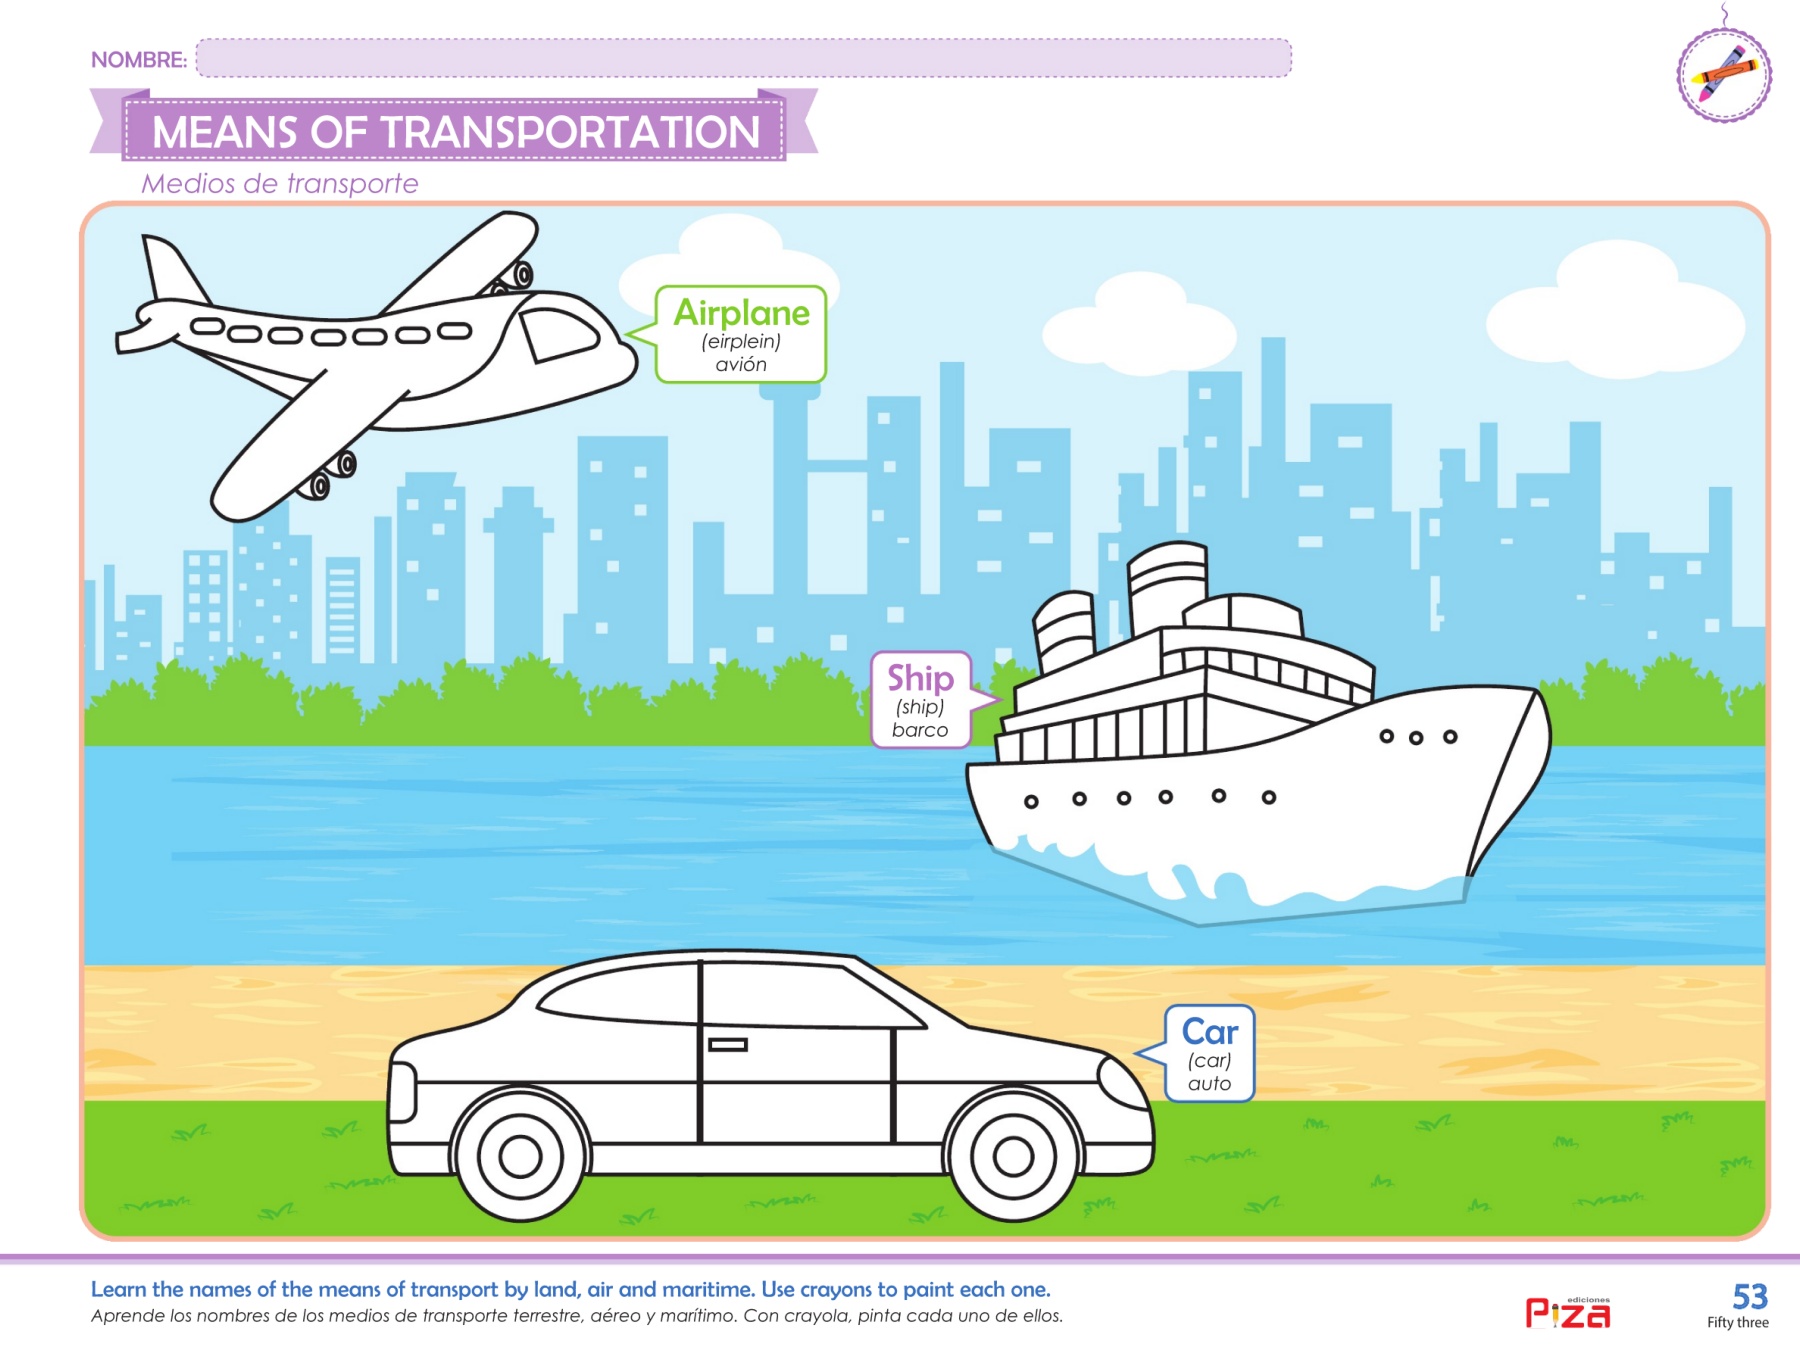 NOMBRE:
MEANS OF TRANSPORTATION
Medios de transporte
Airplane
(eirplein)
avión
Ship
(ship)
barco
Car
(car)
auto
Learn the names of the means of transport by land, air and maritime. Use crayons to paint each one.
Aprende los nombres de los medios de transporte terrestre, aéreo y marítimo. Con crayola, pinta cada uno de ellos.
ediciones
Piza
53
Fifty three